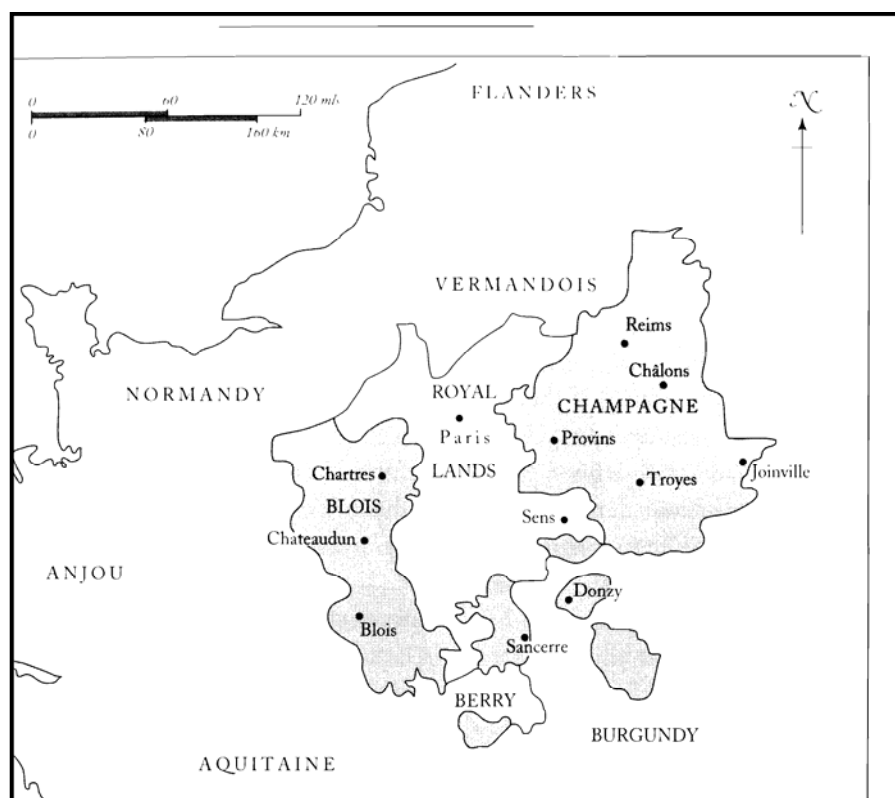 0 60 120 mls
0 80 160 km
FLANDERS
N
VERMANDOIS
Reims
Châlons
NORMANDY
ROYAL
CHAMPAGNE
Paris
Provins
LANDS
Joinville
Chartres
Troyes
BLOIS
Sens
Chateaudun
ANJOU
Donzy
Blois
Sancerre
BERRY
BURGUNDY
AQUITAINE